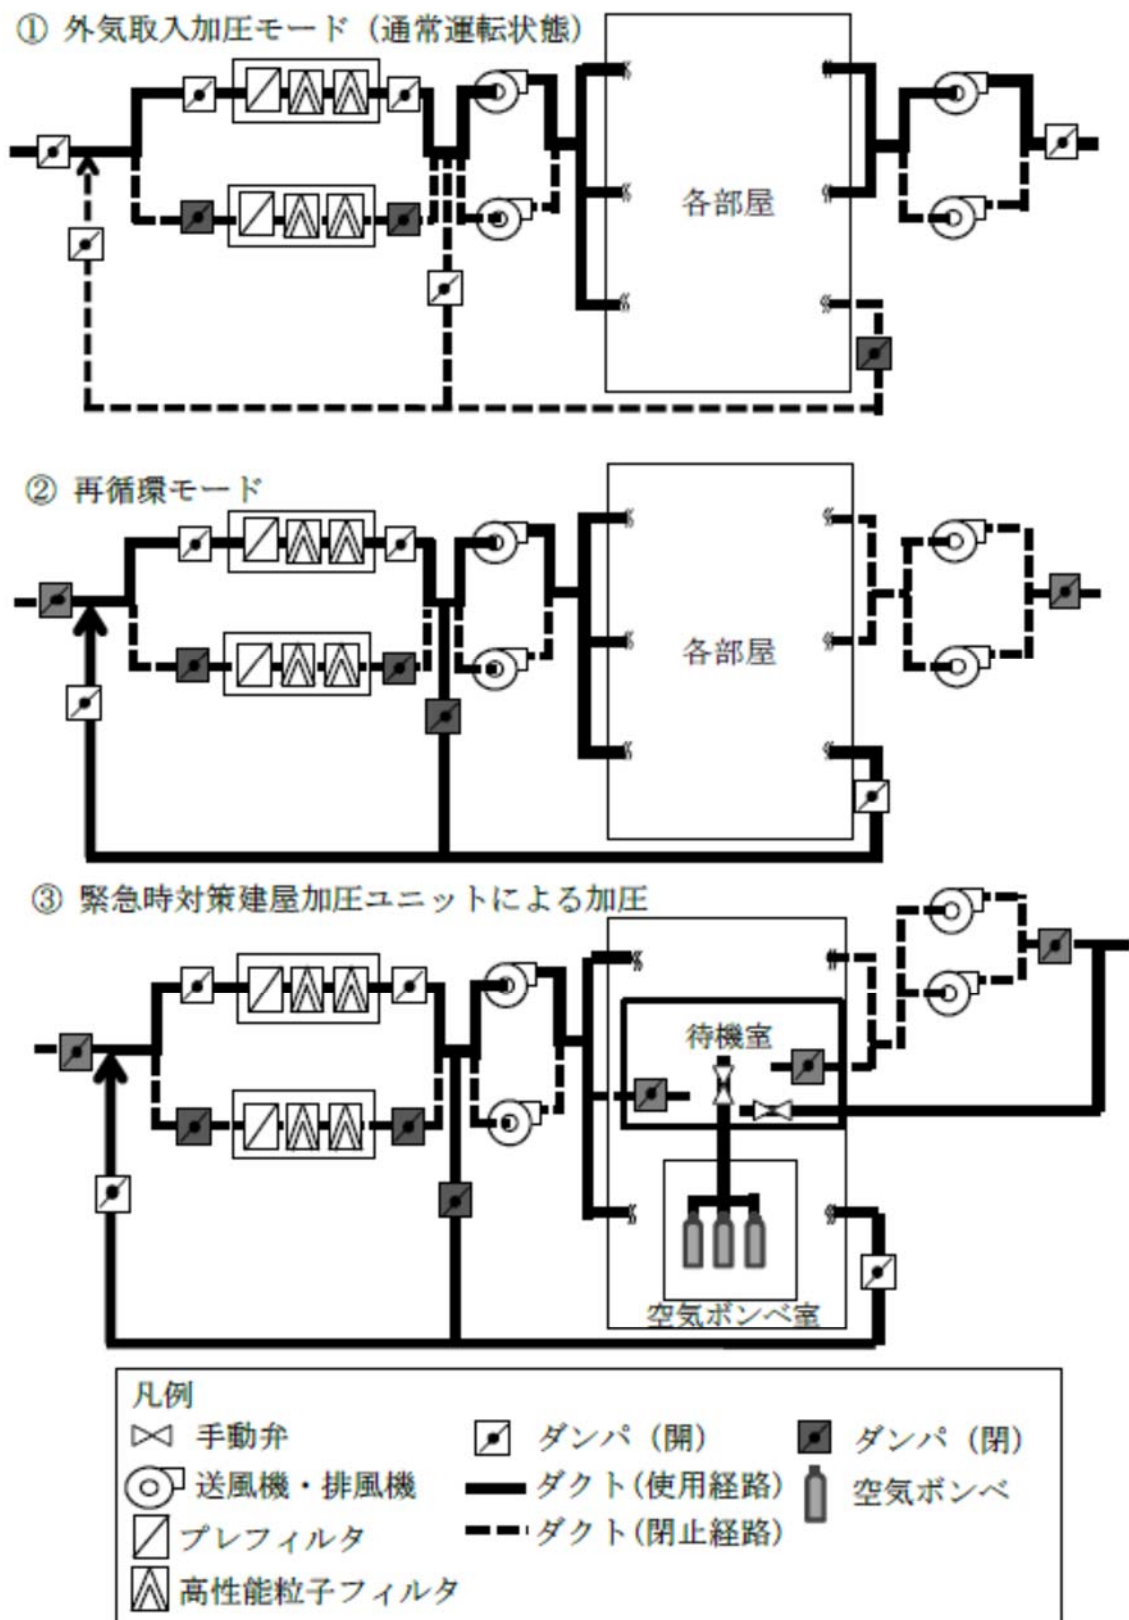 ① 外気取入加圧モード（通常運転状態）
各部屋
② 再循環モード
各部屋
③ 緊急時対策建屋加圧ユニットによる加圧
待機室
空気ボンベ室
凡例
手動弁
ダンパ（開）
ダンパ（閉）
送風機・排風機
ダクト(使用経路)
空気ボンベ
プレフィルタ
ダクト(閉止経路)
高性能粒子フィルタ